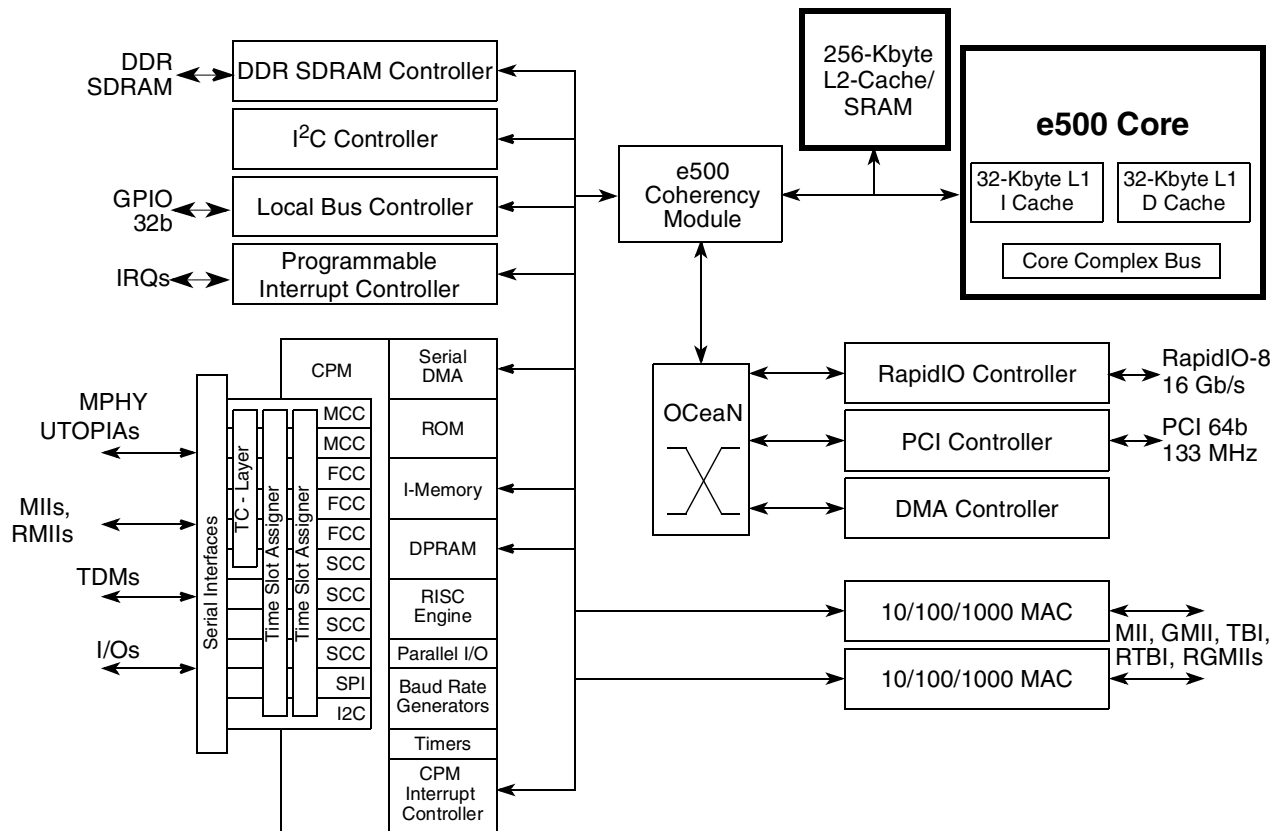 DDR
SDRAM
DDR SDRAM Controller
I2C Controller
GPIO
32b
Local Bus Controller
IRQs
Programmable
Interrupt Controller
256-Kbyte
L2-Cache/
SRAM
e500 Core
32-Kbyte L1
I Cache
32-Kbyte L1
D Cache
Core Complex Bus
e500
Coherency
Module
OCeaN
RapidIO Controller
RapidIO-8
16 Gb/s
PCI Controller
PCI 64b
133 MHz
DMA Controller
10/100/1000 MAC
10/100/1000 MAC
MII, GMII, TBI,
RTBI, RGMIIs
MPHY
UTOPIAs
MIIs,
RMIIs
TDMs
I/Os
Serial Interfaces
TC - Layer
Time Slot Assigner
Time Slot Assigner
CPM
MCC
MCC
FCC
FCC
FCC
SCC
SCC
SCC
SCC
SPI
I2C
Serial
DMA
ROM
I-Memory
DPRAM
RISC
Engine
Parallel I/O
Baud Rate
Generators
Timers
CPM
Interrupt
Controller